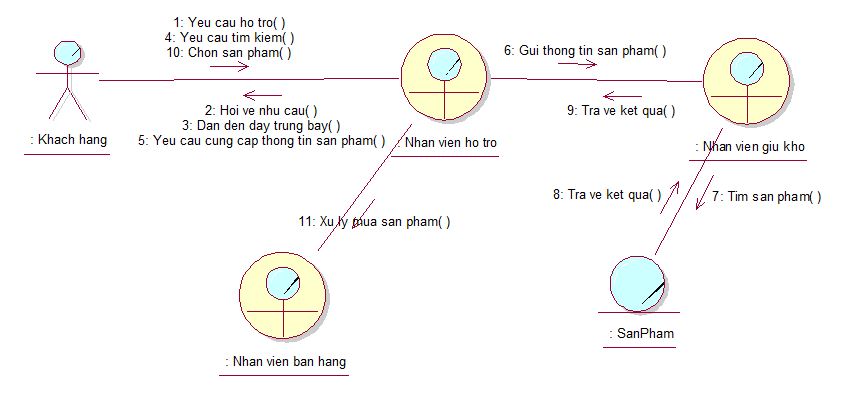 1: Yeu cau ho tro( )
4: Yeu cau tim kiem( )
10: Chon san pham( )
6: Gui thong tin san pham( )
2: Hoi ve nhu cau( )
3: Dan den day trung bay( )
5: Yeu cau cung cap thong tin san pham( )
9: Tra ve ket qua( )
: Khach hang
: Nhan vien ho tro
: Nhan vien giu kho
8: Tra ve ket qua( )
7: Tim san pham( )
11: Xu ly mua san pham( )
: SanPham
: Nhan vien ban hang